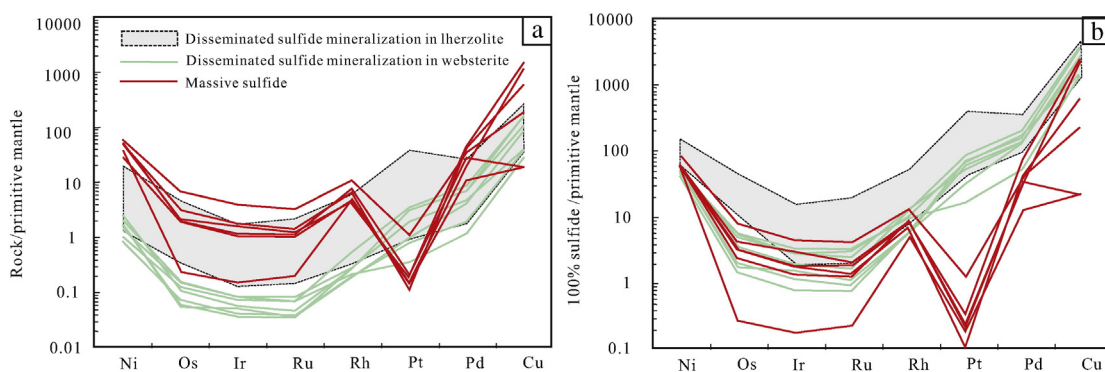 a
Rock/primitive mantle
10000
1000
100
10
1
0.1
0.01
Disseminated sulfide mineralization in lherzolite
Disseminated sulfide mineralization in websterite
Massive sulfide
Ni Os Ir Ru Rh Pt Pd Cu
b
100% sulfide /primitive mantle
10000
1000
100
10
1
0.1
Ni Os Ir Ru Rh Pt Pd Cu